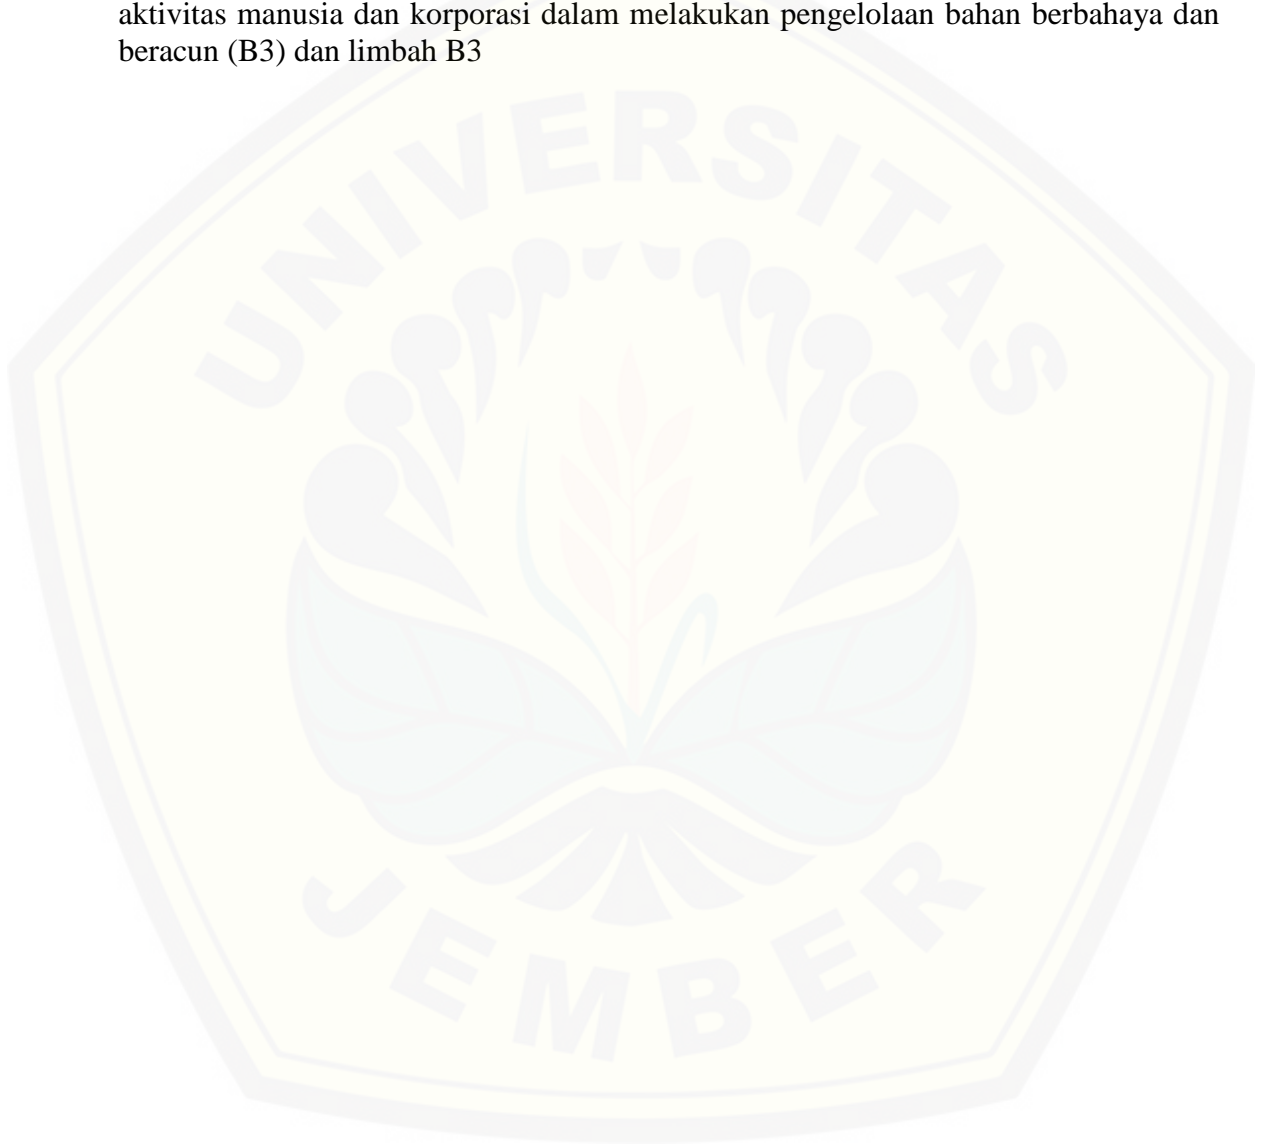 aktivitas manusia dan korporasi dalam melakukan pengelolaan bahan berbahaya dan
beracun (B3) dan limbah B3
UNIVERSITAS
JEMBER